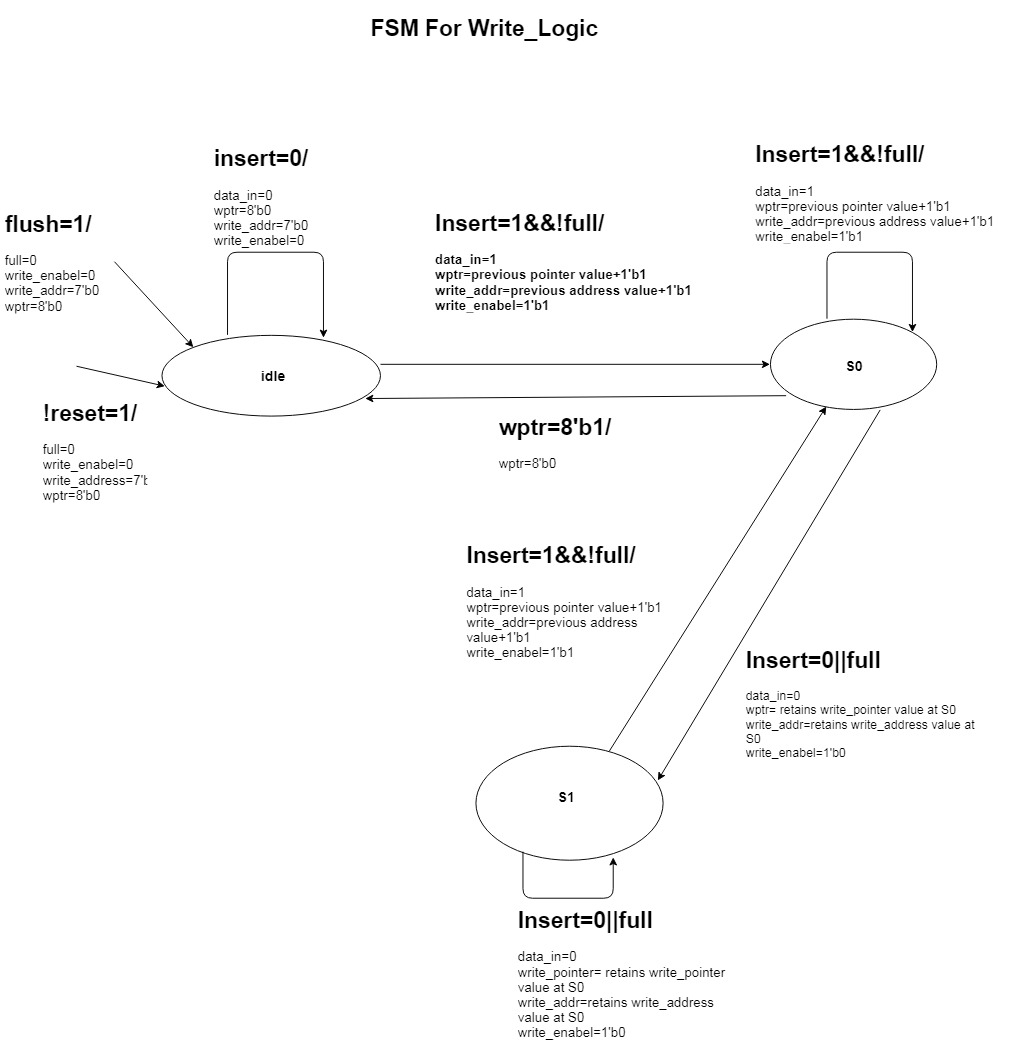 FSM For Write_Logic
insert=0/
data_in=0
wptr=8'b0
write_addr=7'b0
write_enabel=0
Insert=1&&!full/
data_in=1
wptr=previous pointer value+1'b1
write_addr=previous address value+1'b1
write_enabel=1'b1
flush=1/
full=0
write_enabel=0
write_addr=7'b0
wptr=8'b0
Insert=1&&!full/
data_in=1
wptr=previous pointer value+1'b1
write_addr=previous address value+1'b1
write_enabel=1'b1
idle
S0
!reset=1/
full=0
write_enabel=0
write_address=7'
wptr=8'b0
wptr=8'b1/
wptr=8'b0
Insert=1&&!full/
data_in=1
wptr=previous pointer value+1'b1
write_addr=previous address
value+1'b1
write_enabel=1'b1
Insert=0||full
data_in=0
wptr= retains write_pointer value at S0
write_addr=retains write_address value at
S0
write_enabel=1'b0
S1
Insert=0||full
data_in=0
write_pointer= retains write_pointer
value at S0
write_addr=retains write_address
value at S0
write_enabel=1'b0